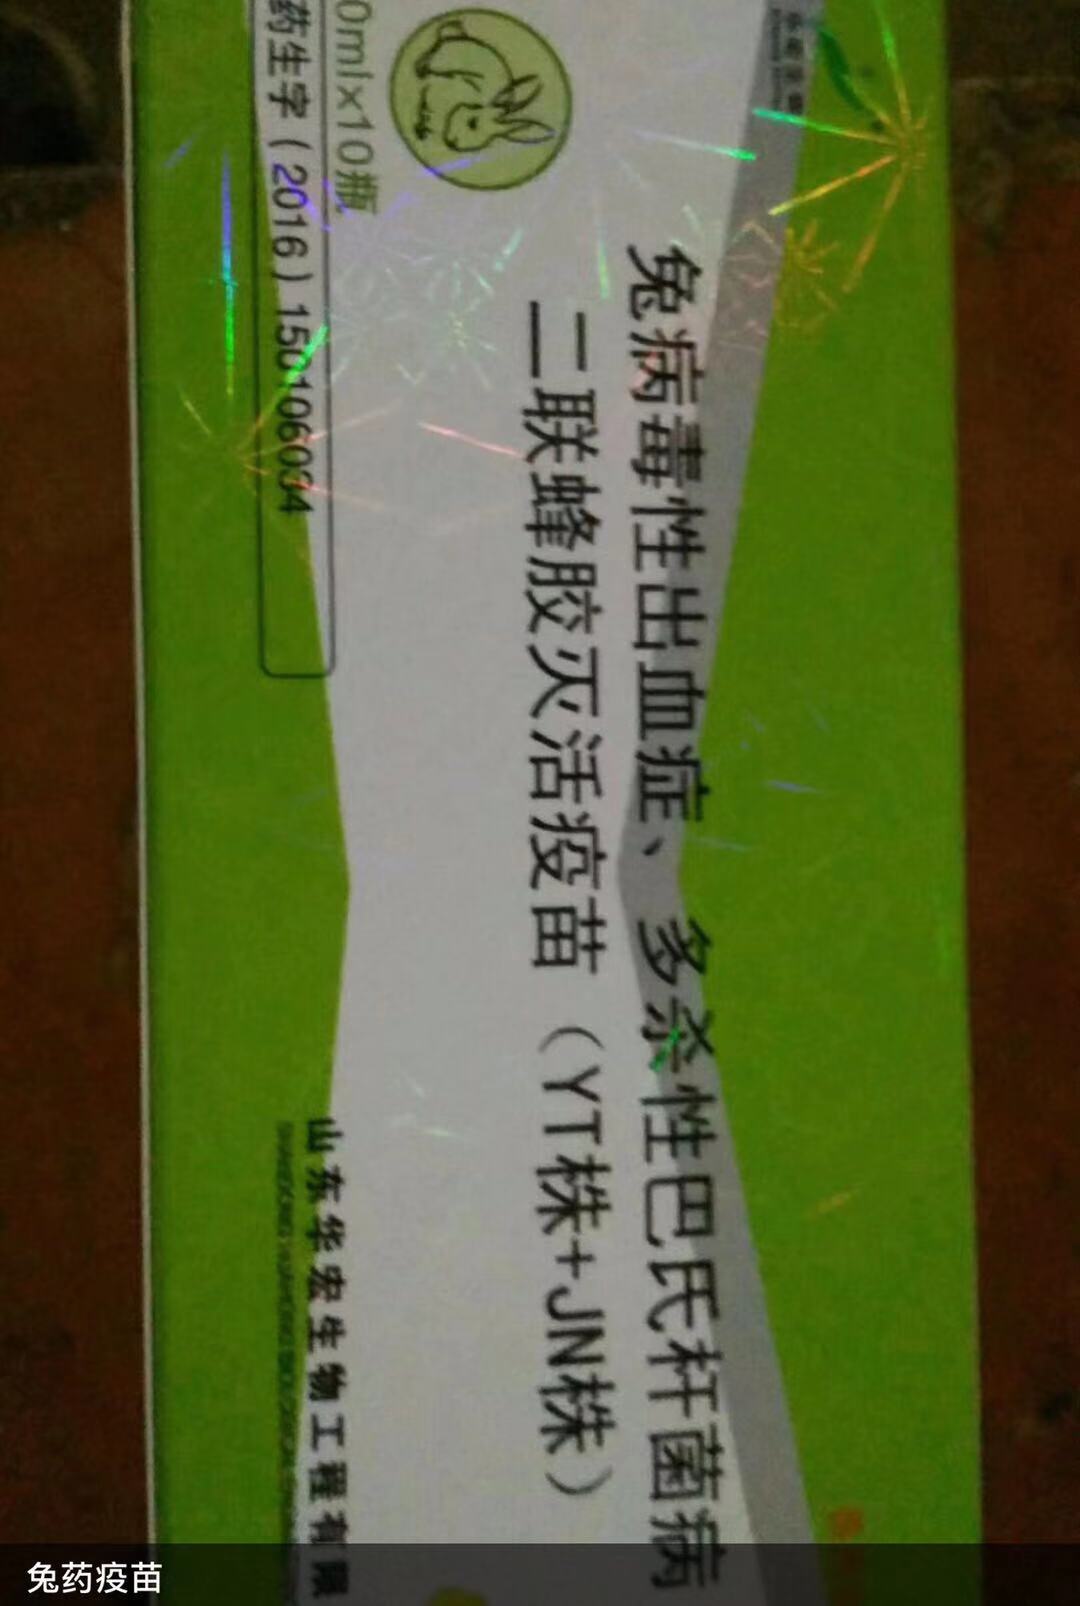 兔病毒性出血症、多杀性巴氏杆菌病
二联蜂胶灭活疫苗（YT株+JN株）
0ml×10瓶
药生字（2016）150106004
山东华宏生物工程有限
兔药疫苗